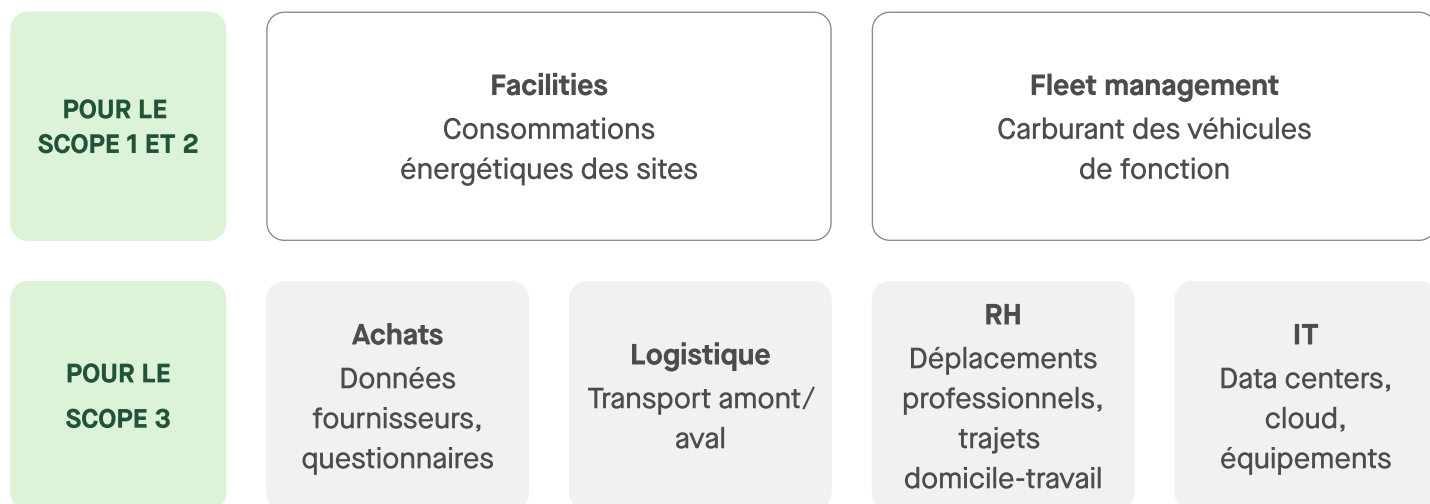 POUR LE
SCOPE 1 ET 2
Facilities
Consommations
énergétiques des sites
Fleet management
Carburant des véhicules
de fonction
POUR LE
SCOPE 3
Achats
Données
fournisseurs,
questionnaires
Logistique
Transport amont/
aval
RH
Déplacements
professionnels,
trajets
domicile-travail
IT
Data centers,
cloud,
équipements